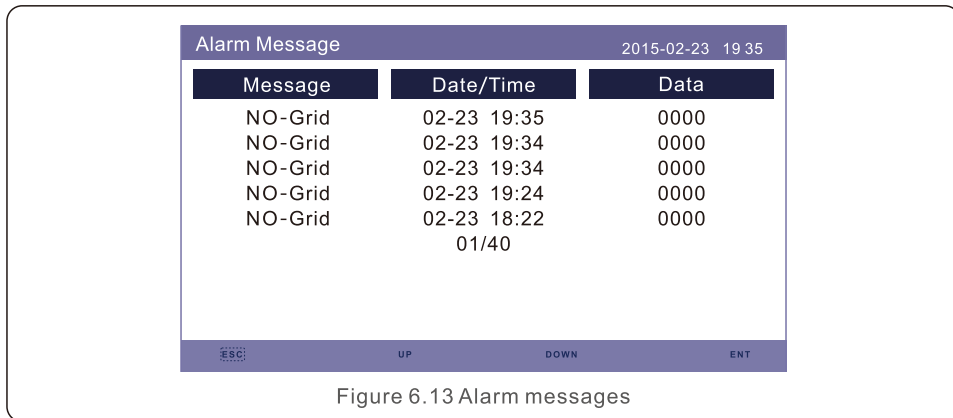 Alarm Message 2015-02-23 19 35
Message Date/Time Data
NO-Grid 02-23 19:35 0000
NO-Grid 02-23 19:34 0000
NO-Grid 02-23 19:34 0000
NO-Grid 02-23 19:24 0000
NO-Grid 02-23 18:22 0000
01/40
ESC UP DOWN ENT
Figure 6.13 Alarm messages